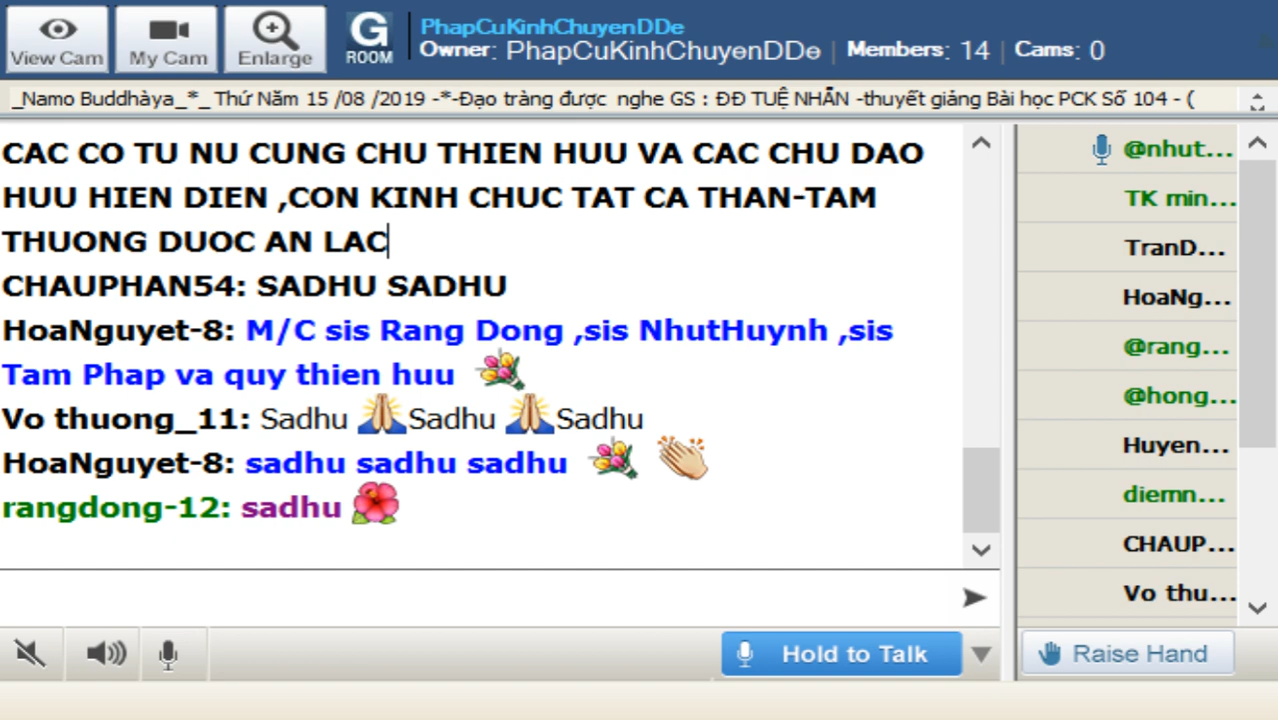 View Cam
My Cam
Enlarge
G
ROOM
PhapCuKinhChuyenDDe
Owner: PhapCuKinhChuyenDDe | Members: 14 | Cams: 0
_Namo Buddhàya_*_ Thứ Năm 15 /08 /2019 -*-Đạo tràng được nghe GS : ĐĐ TUỆ NHẪN -thuyết giảng Bài học PCK Số 104 - (
CAC CO TU NU CUNG CHU THIEN HUU VA CAC CHU DAO
HUU HIEN DIEN ,CON KINH CHUC TAT CA THAN-TAM
THUONG DUOC AN LAC
CHAUPHAN54: SADHU SADHU
HoaNguyet-8: M/C sis Rang Dong ,sis NhutHuynh ,sis
Tam Phap va quy thien huu
Vo thuong_11: Sadhu Sadhu Sadhu
HoaNguyet-8: sadhu sadhu sadhu
rangdong-12: sadhu
@nhut...
TK min...
TranD...
HoaNg...
@rang...
@hong...
Huyen...
diemn...
CHAUP...
Vo thu...
Hold to Talk
Raise Hand